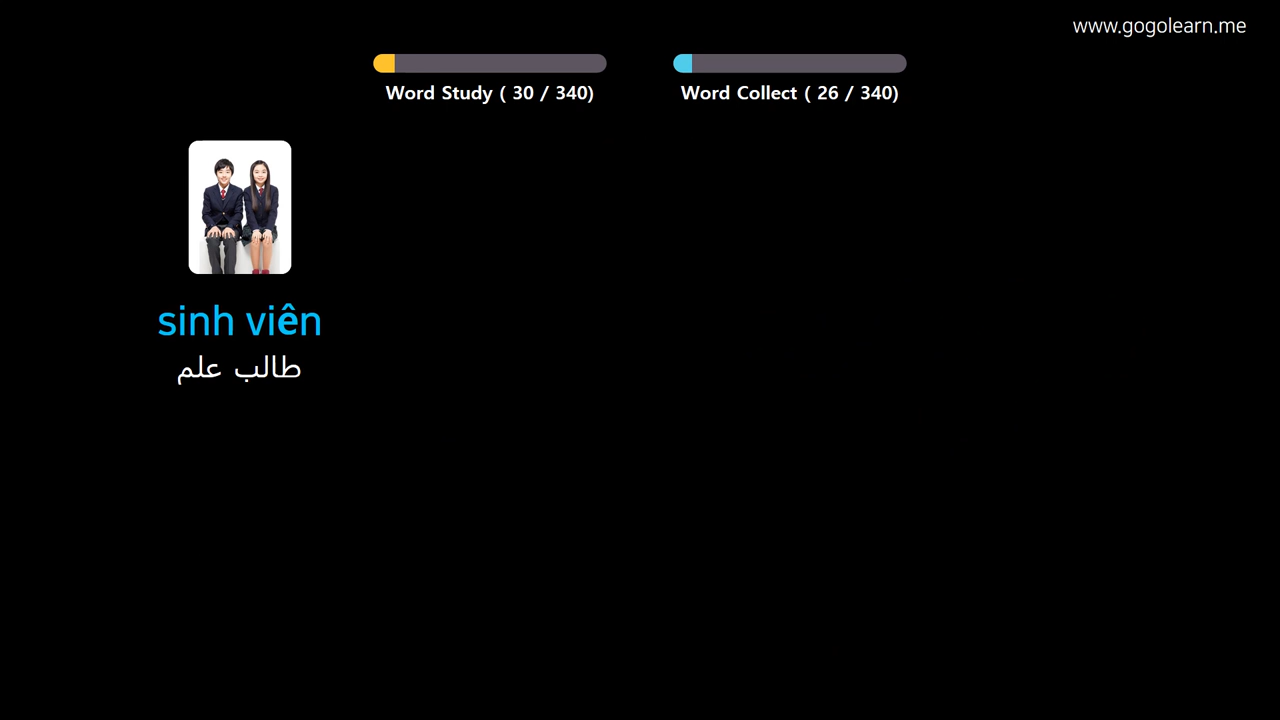 www.gogolearn.me
Word Study ( 30 / 340)
Word Collect ( 26 / 340)
sinh viên
طالب علم